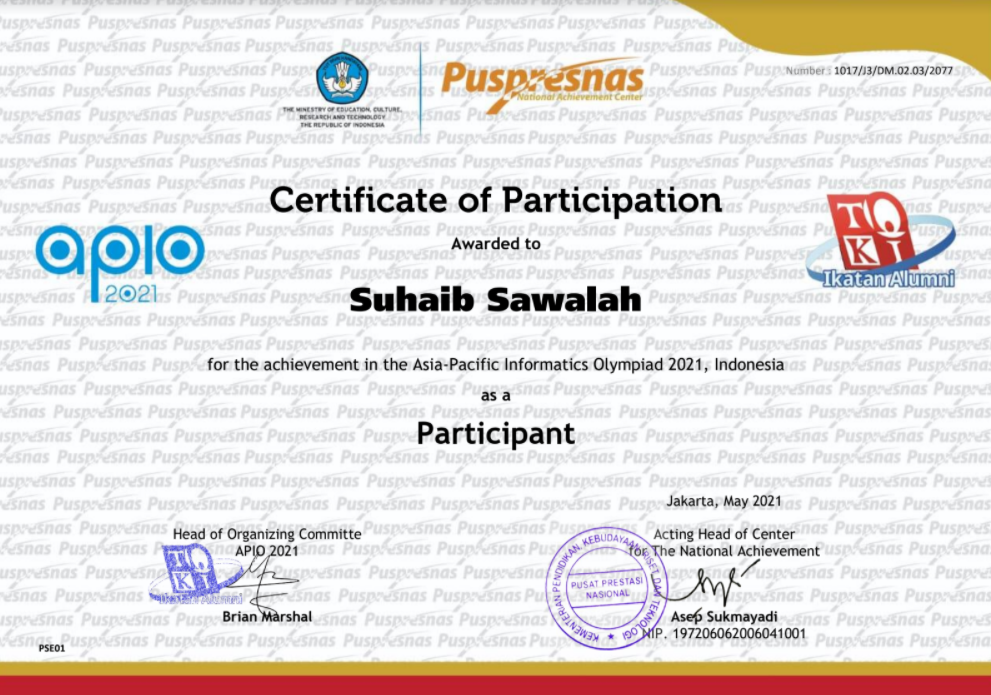 THE MINISTRY OF EDUCATION, CULTURE,
RESEARCH AND TECHNOLOGY
THE REPUBLIC OF INDONESIA
Puspresnas
National Achievement Center
Number : 1017/J3/DM.02.03/2077
Certificate of Participation
Awarded to
apio
2021
TOKI
Ikatan Alumni
Suhaib Sawalah
for the achievement in the Asia-Pacific Informatics Olympiad 2021, Indonesia
as a
Participant
Jakarta, May 2021
Head of Organizing Committe
APIO 2021
TOKI
Ikatan Alumni
Brian Marshal
Acting Head of Center
for The National Achievement
KEMENTERIAN PENDIDIKAN, KEBUDAYAAN, RISET, DAN TEKNOLOGI
PUSAT PRESTASI
NASIONAL
Asep Sukmayadi
NIP. 197206062006041001
PSE01